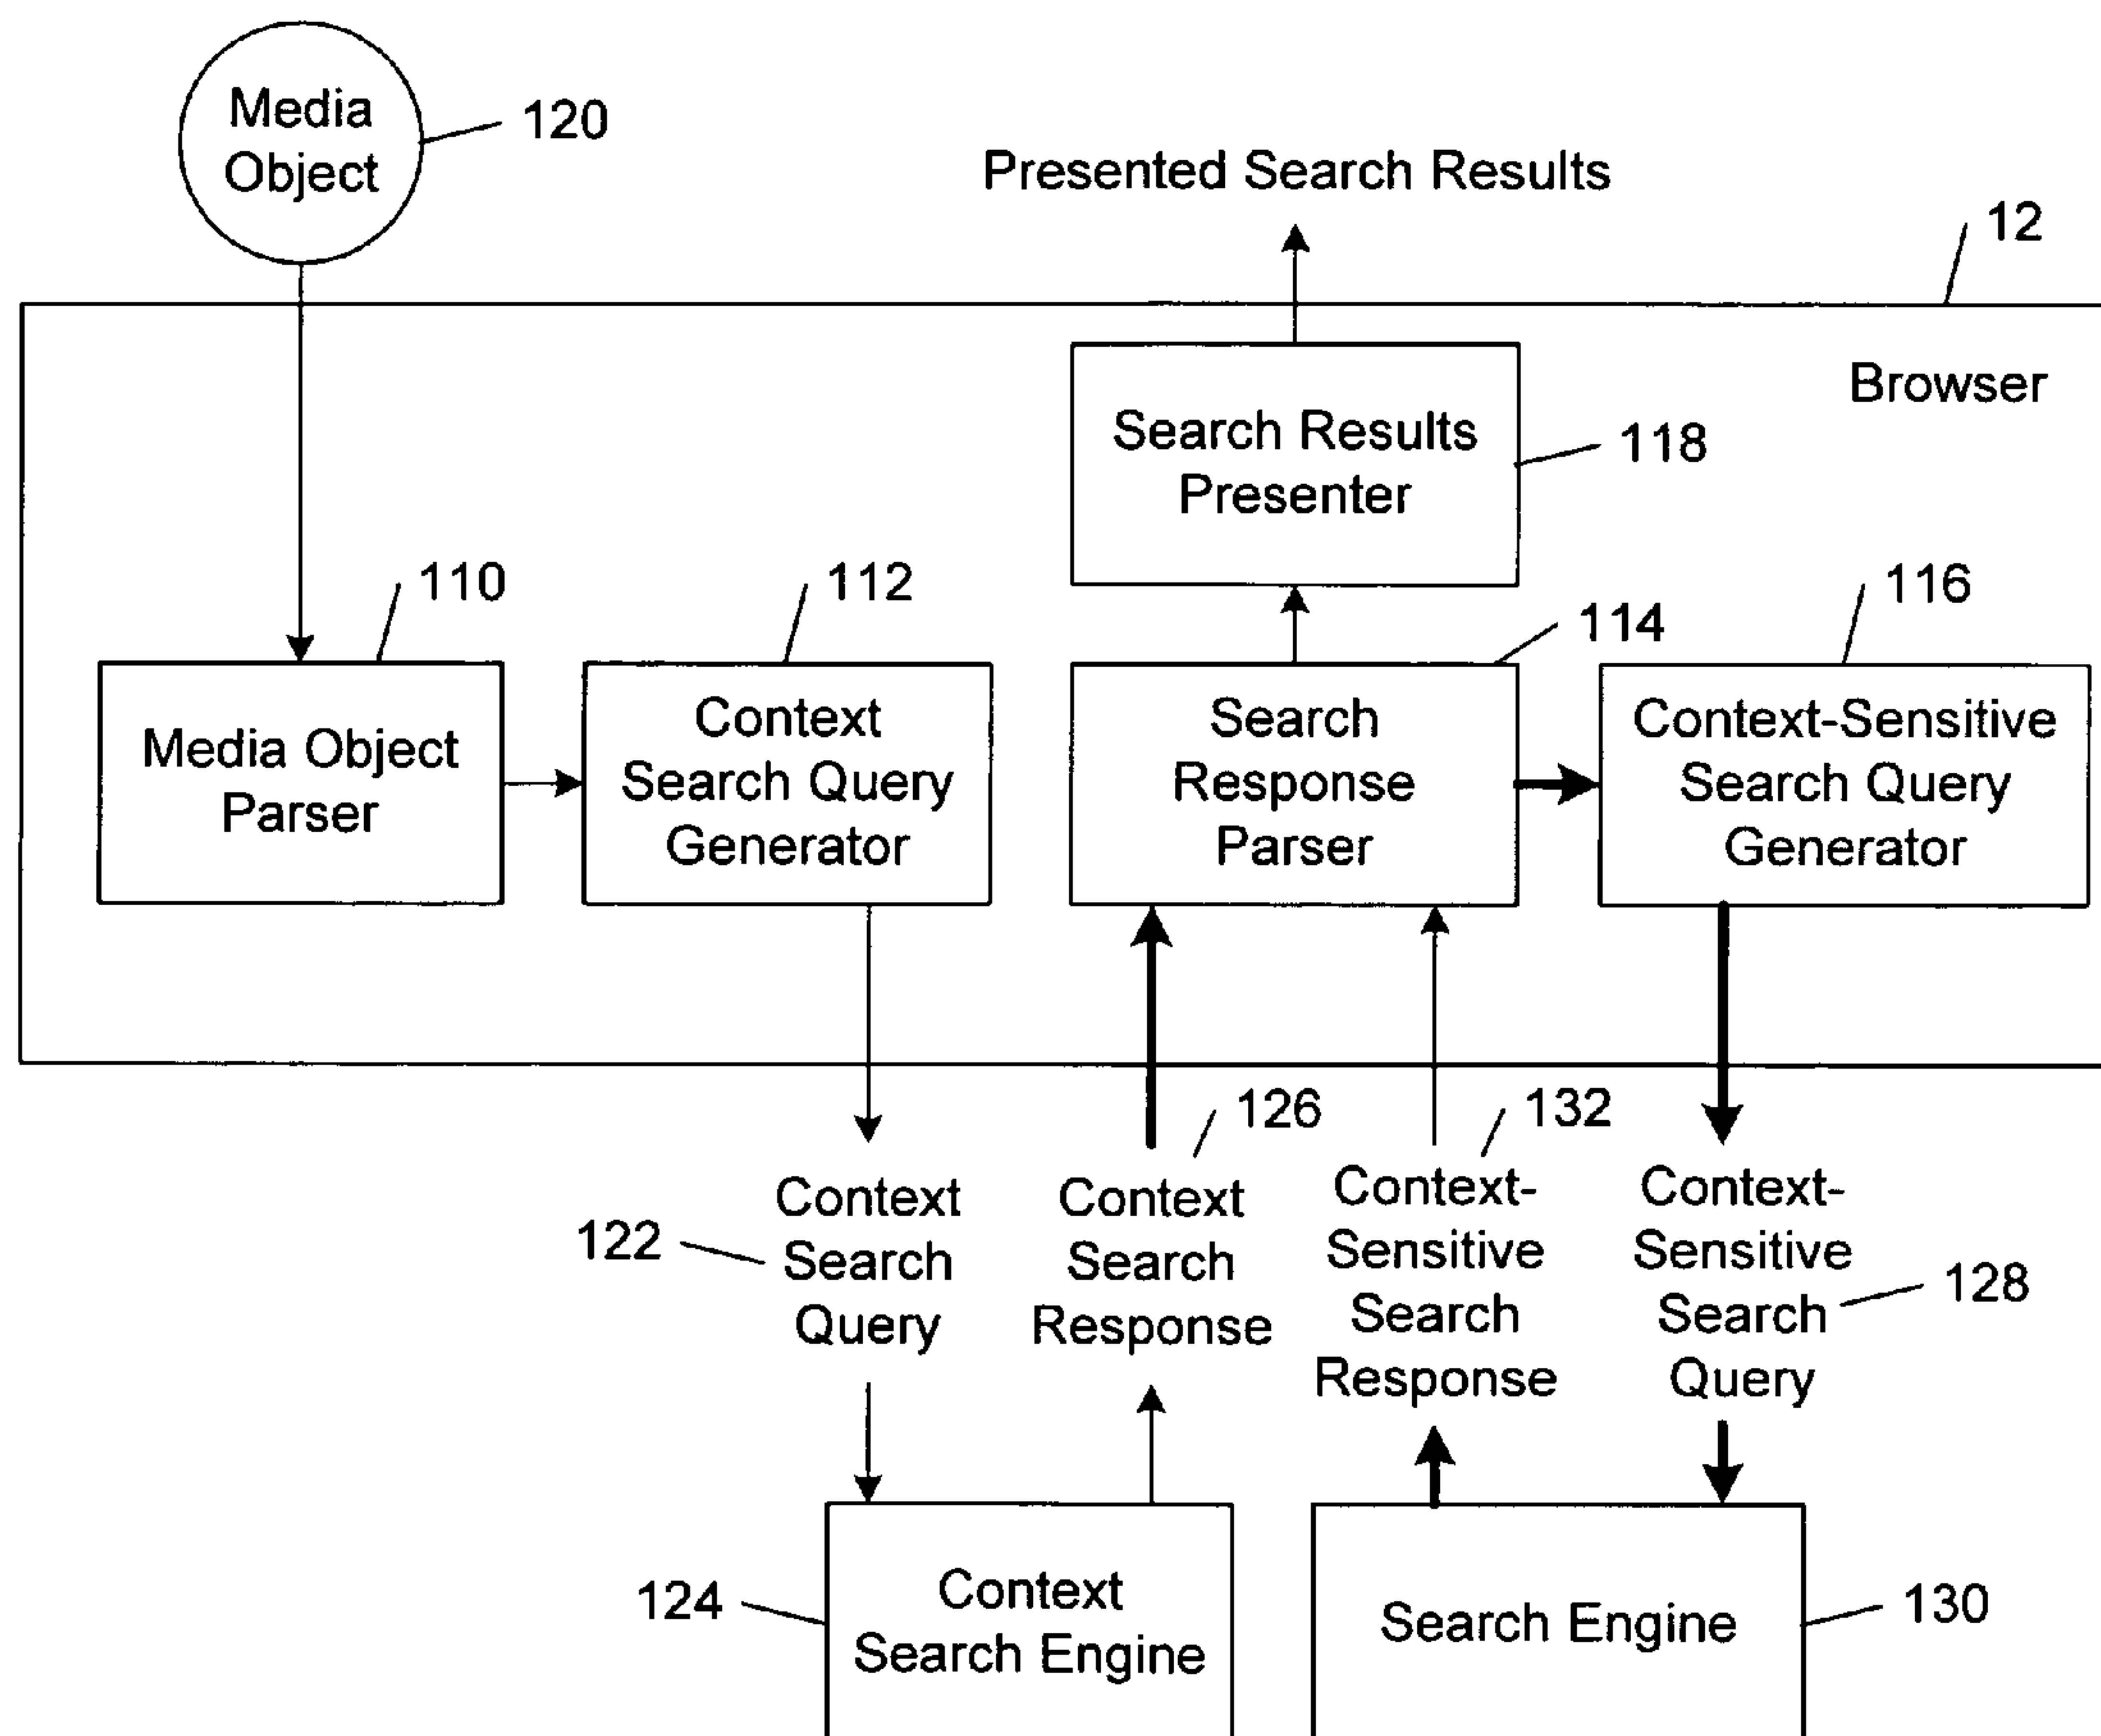 Media
Object
120
Presented Search Results
12
Browser
Search Results
Presenter
118
110
112
114
116
Media Object
Parser
Context
Search Query
Generator
Search
Response
Parser
Context-Sensitive
Search Query
Generator
122
Context
Search
Query
126
Context
Search
Response
132
Context-
Sensitive
Search
Response
Context-
Sensitive
Search
Query
128
124
Context
Search Engine
Search Engine
130